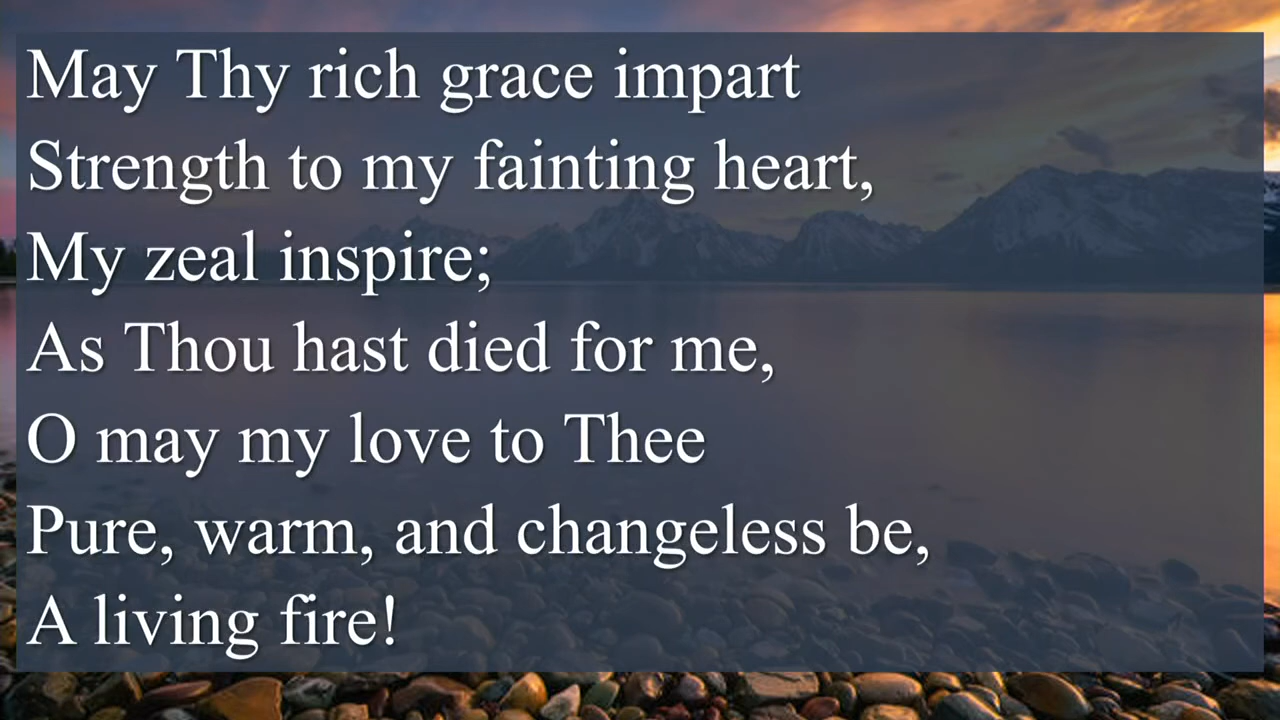 May Thy rich grace impart
Strength to my fainting heart,
My zeal inspire;
As Thou hast died for me,
O may my love to Thee
Pure, warm, and changeless be,
A living fire!